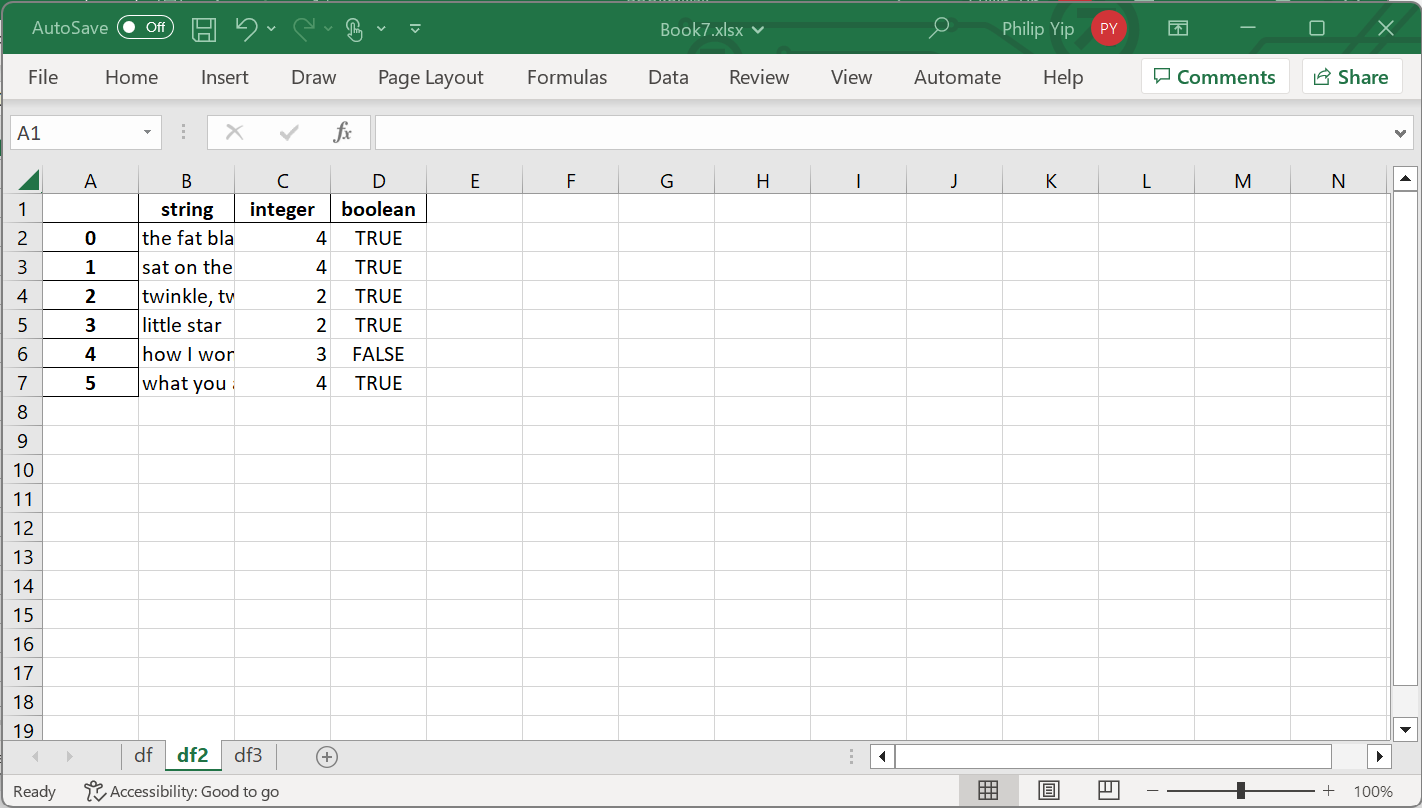 AutoSave Off Book7.xlsx Philip Yip PY
File Home Insert Draw Page Layout Formulas Data Review View Automate Help Comments Share
A1 fx
A B C D E F G H I J K L M N
1 string integer boolean
2 0 the fat bla 4 TRUE
3 1 sat on the 4 TRUE
4 2 twinkle, tw 2 TRUE
5 3 little star 2 TRUE
6 4 how I won 3 FALSE
7 5 what you 4 TRUE
8
9
10
11
12
13
14
15
16
17
18
19
df df2 df3
Ready Accessibility: Good to go 100%